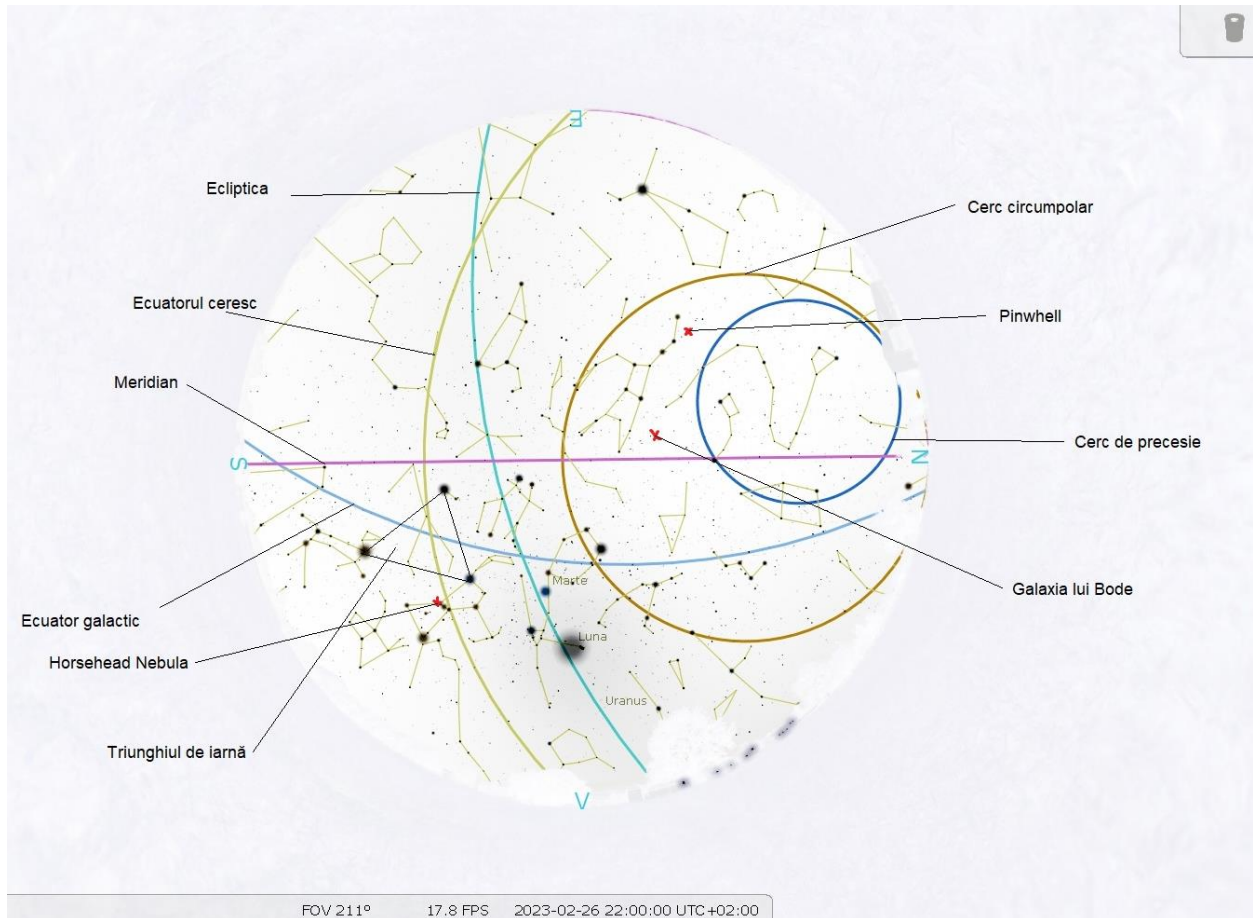 E
Ecliptica
Cerc circumpolar
Ecuatorul ceresc
Pinwhell
Meridian
Cerc de precesie
S
N
Marte
Galaxia lui Bode
Ecuator galactic
Luna
Horsehead Nebula
Uranus
Triunghiul de iarnă
V
FOV 211° 17.8 FPS 2023-02-26 22:00:00 UTC+02:00